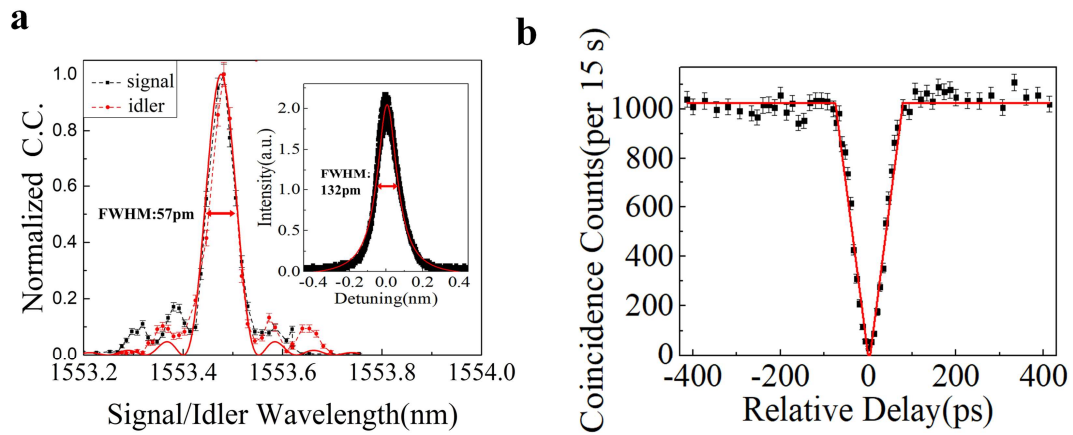 a
Normalized C.C.
1.0
0.8
0.6
0.4
0.2
0.0
signal
idler
FWHM:57pm
1553.2
1553.4
1553.6
1553.8
1554.0
Signal/Idler Wavelength(nm)
Intensity(a.u.)
2.0
1.5
1.0
0.5
0.0
FWHM:
132pm
-0.4
-0.2
0.0
0.2
0.4
Detuning(nm)
b
Coincidence Counts(per 15 s)
1000
800
600
400
200
0
-400
-200
0
200
400
Relative Delay(ps)